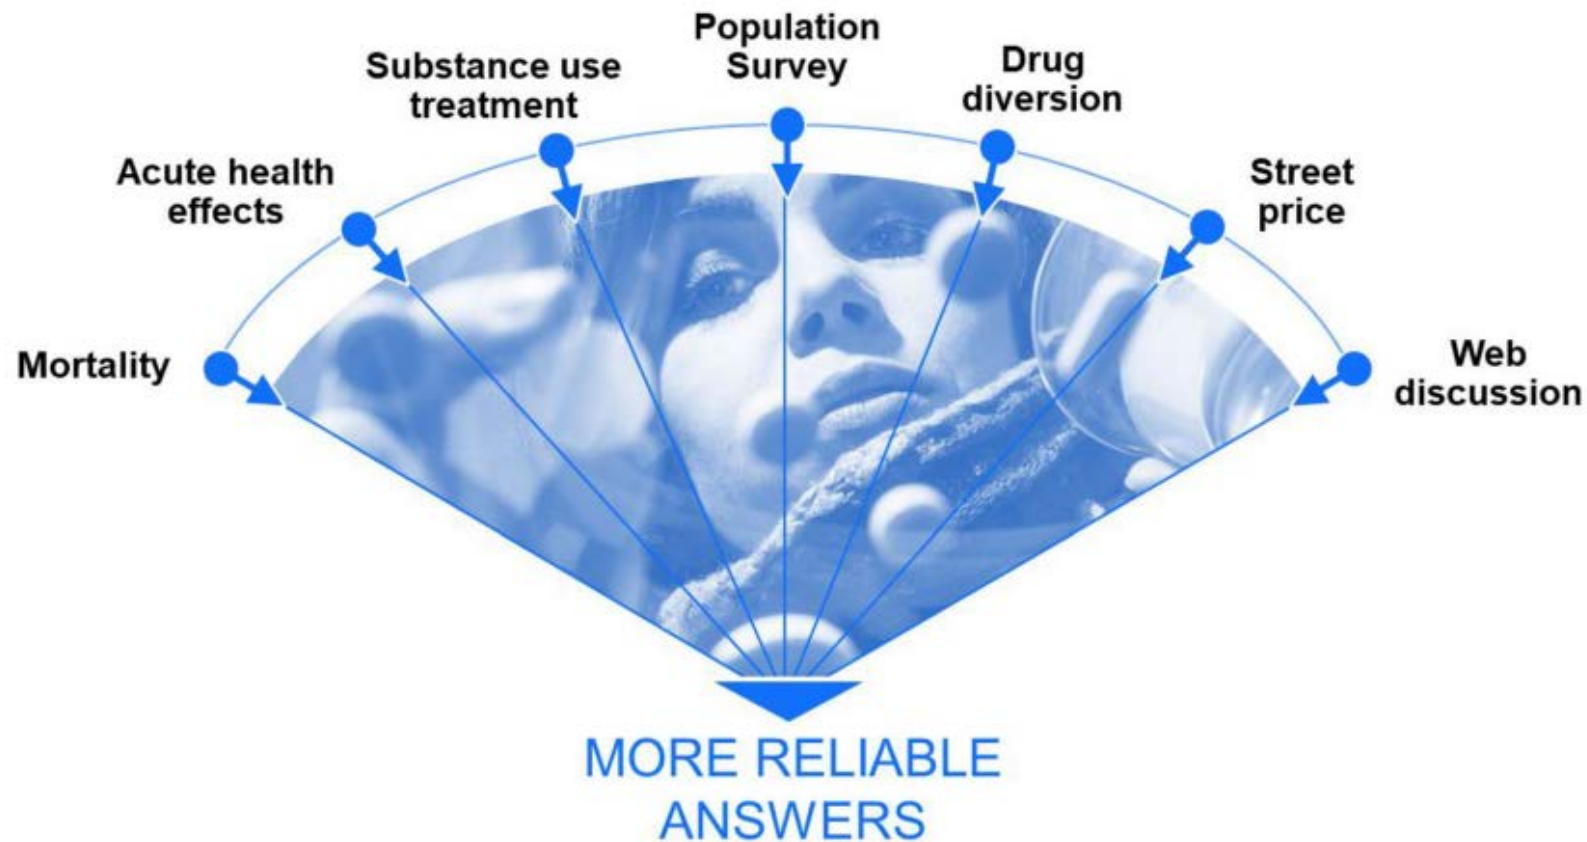 Population
Survey
Substance use
treatment
Drug
diversion
Acute health
effects
Street
price
Mortality
Web
discussion
MORE RELIABLE
ANSWERS